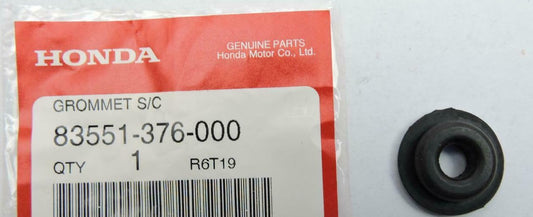 HONDA
GENUINE PARTS
Honda Motor Co., Ltd.
GROMMET S/C
83551-376-000
QTY 1 R6T19